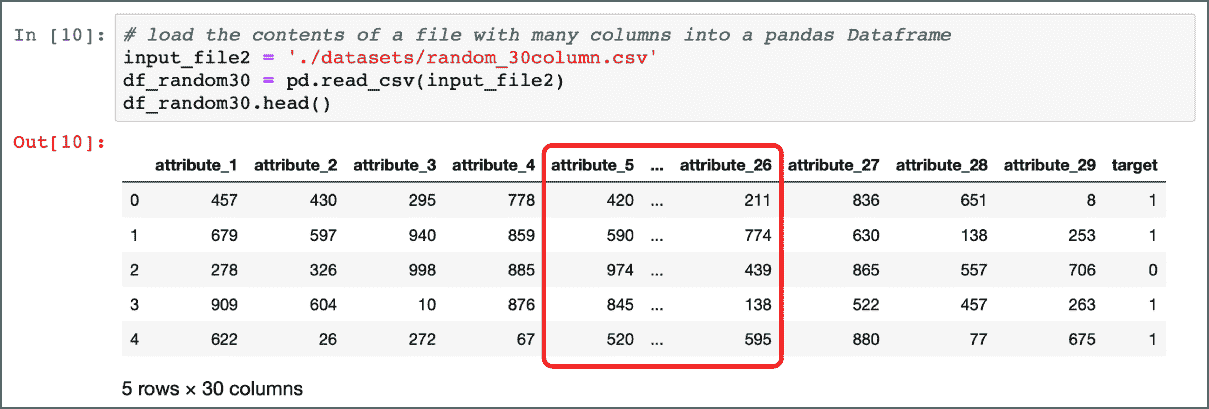 In [10]: # load the contents of a file with many columns into a pandas Dataframe
input_file2 = './datasets/random_30column.csv'
df_random30 = pd.read_csv(input_file2)
df_random30.head()
Out[10]:
attribute_1 attribute_2 attribute_3 attribute_4 attribute_5 ... attribute_26 attribute_27 attribute_28 attribute_29 target
0 457 430 295 778 420 ... 211 836 651 8 1
1 679 597 940 859 590 ... 774 630 138 253 1
2 278 326 998 885 974 ... 439 865 557 706 0
3 909 604 10 876 845 ... 138 522 457 263 1
4 622 26 272 67 520 ... 595 880 77 675 1
5 rows × 30 columns